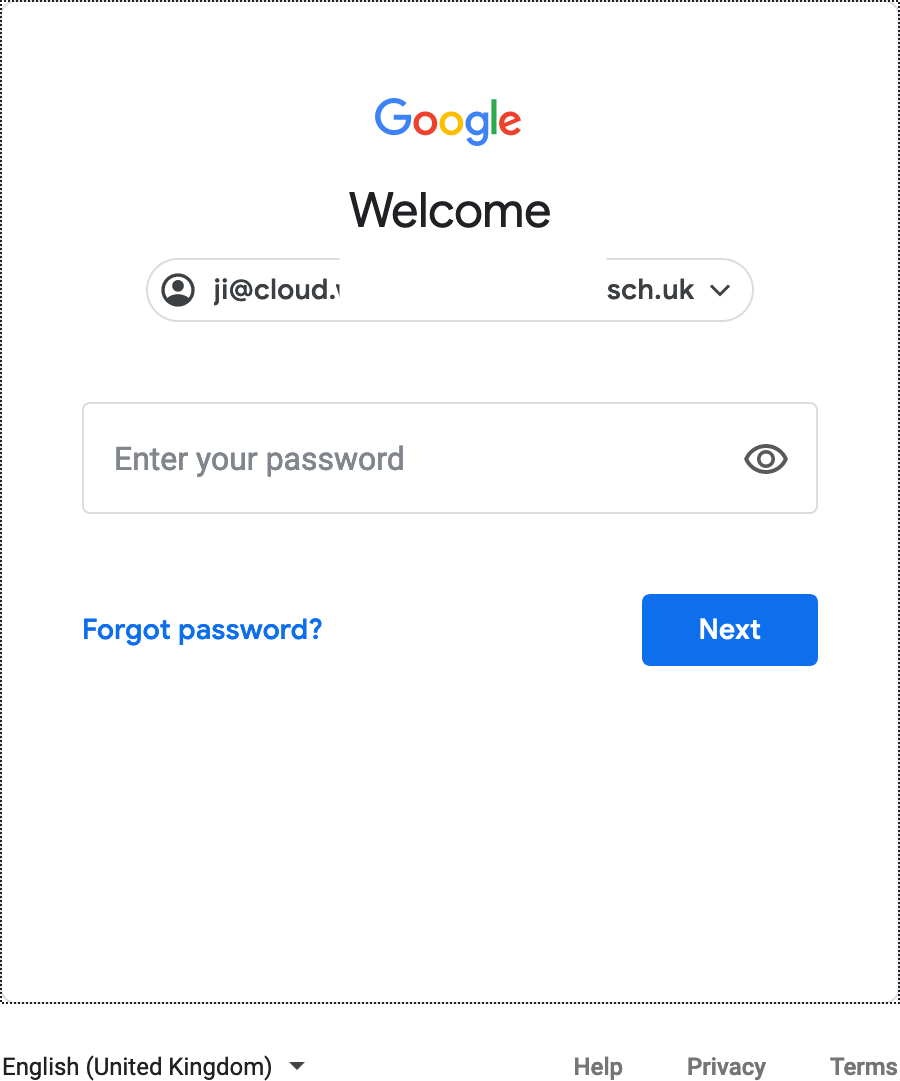 Google
Welcome
ji@cloud. sch.uk
Enter your password
Forgot password? Next
English (United Kingdom) Help Privacy Terms